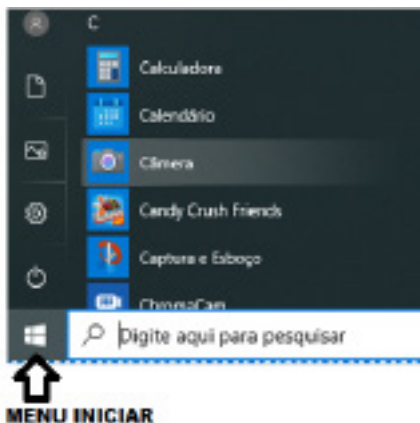 C
Calculadora
Calendário
Câmera
Candy Crush Friends
Captura e Esboço
ChromaCam
Digite aqui para pesquisar
MENU INICIAR